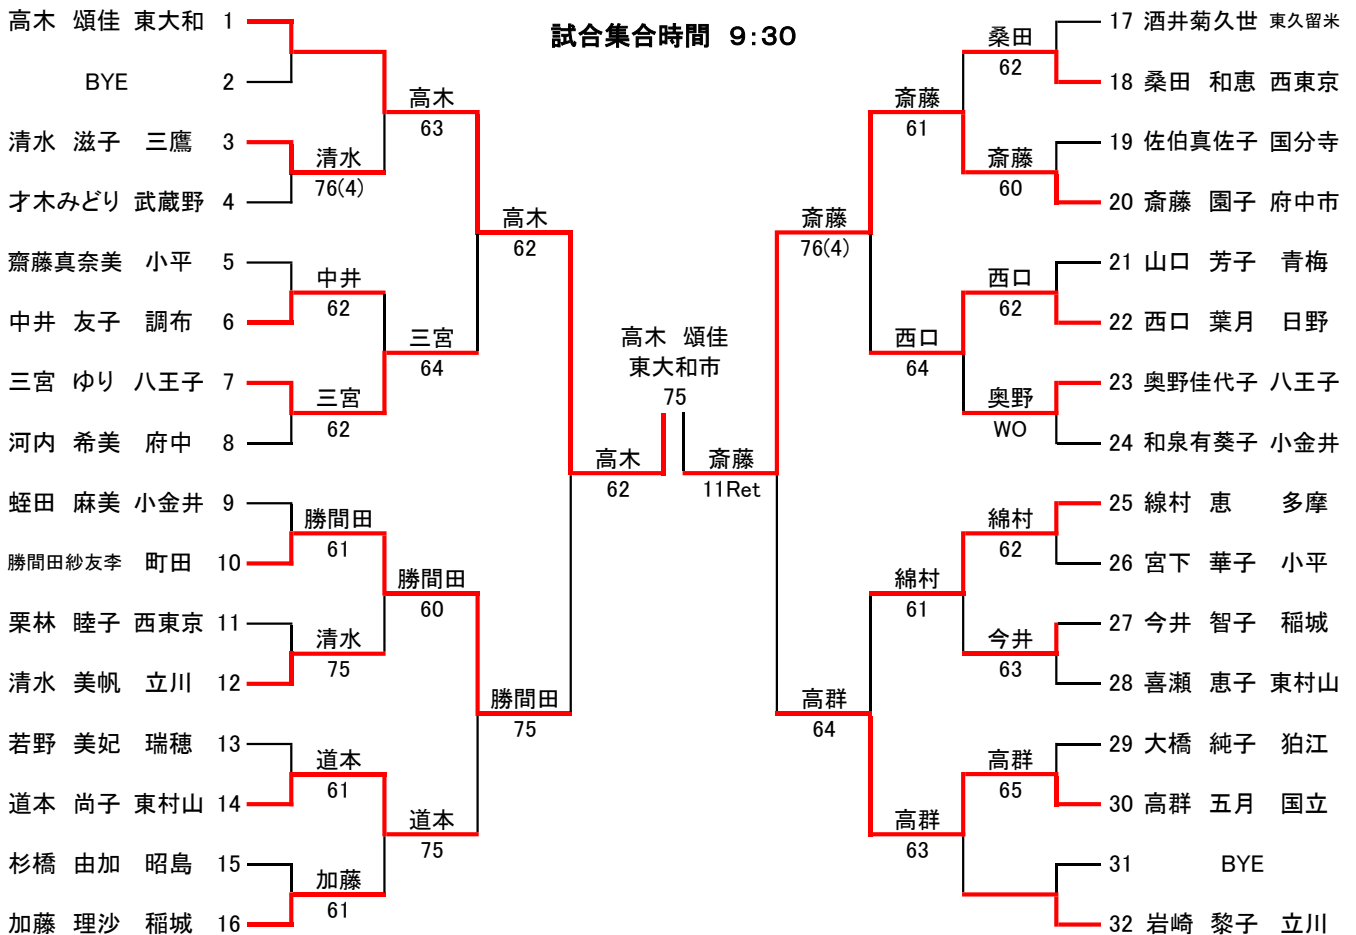 試合集合時間 9:30
高木 頌佳 東大和 1
BYE 2
清水 滋子 三鷹 3
才木みどり 武蔵野 4
齋藤真奈美 小平 5
中井 友子 調布 6
三宮 ゆり 八王子 7
河内 希美 府中 8
蛭田 麻美 小金井 9
勝間田紗友李 町田 10
栗林 睦子 西東京 11
清水 美帆 立川 12
若野 美妃 瑞穂 13
道本 尚子 東村山 14
杉橋 由加 昭島 15
加藤 理沙 稲城 16
清水
76(4)
中井
62
三宮
62
勝間田
61
清水
75
道本
61
加藤
61
高木
63
三宮
64
勝間田
60
道本
75
高木
62
勝間田
75
高木
62
高木 頌佳
東大和市
75
斎藤
11Ret
斎藤
76(4)
高群
64
斎藤
61
西口
64
綿村
61
高群
63
桑田
62
斎藤
60
西口
62
奥野
WO
綿村
62
今井
63
高群
65
17 酒井菊久世 東久留米
18 桑田 和恵 西東京
19 佐伯真佐子 国分寺
20 斎藤 園子 府中市
21 山口 芳子 青梅
22 西口 葉月 日野
23 奥野佳代子 八王子
24 和泉有葵子 小金井
25 線村 恵 多摩
26 宮下 華子 小平
27 今井 智子 稲城
28 喜瀬 恵子 東村山
29 大橋 純子 狛江
30 高群 五月 国立
31 BYE
32 岩崎 黎子 立川